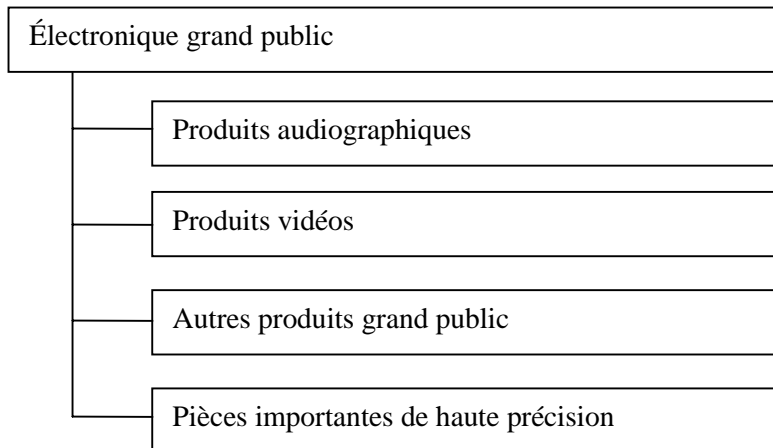 Électronique grand public
Produits audiographiques
Produits vidéos
Autres produits grand public
Pièces importantes de haute précision